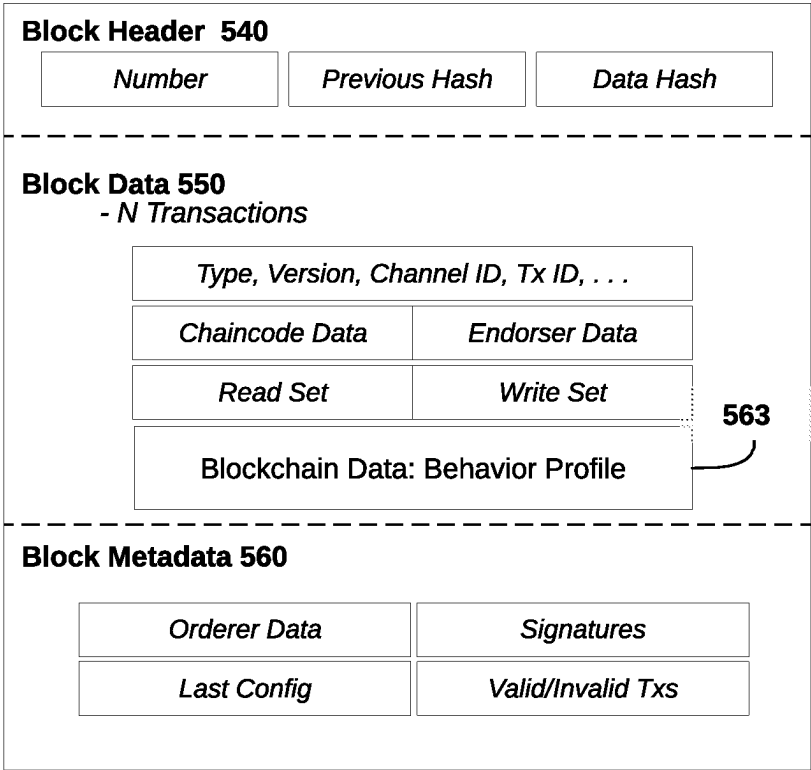 Block Header 540
Number Previous Hash Data Hash
Block Data 550
- N Transactions
Type, Version, Channel ID, Tx ID, . . .
Chaincode Data Endorser Data
Read Set Write Set
563
Blockchain Data: Behavior Profile
Block Metadata 560
Orderer Data Signatures
Last Config Valid/Invalid Txs